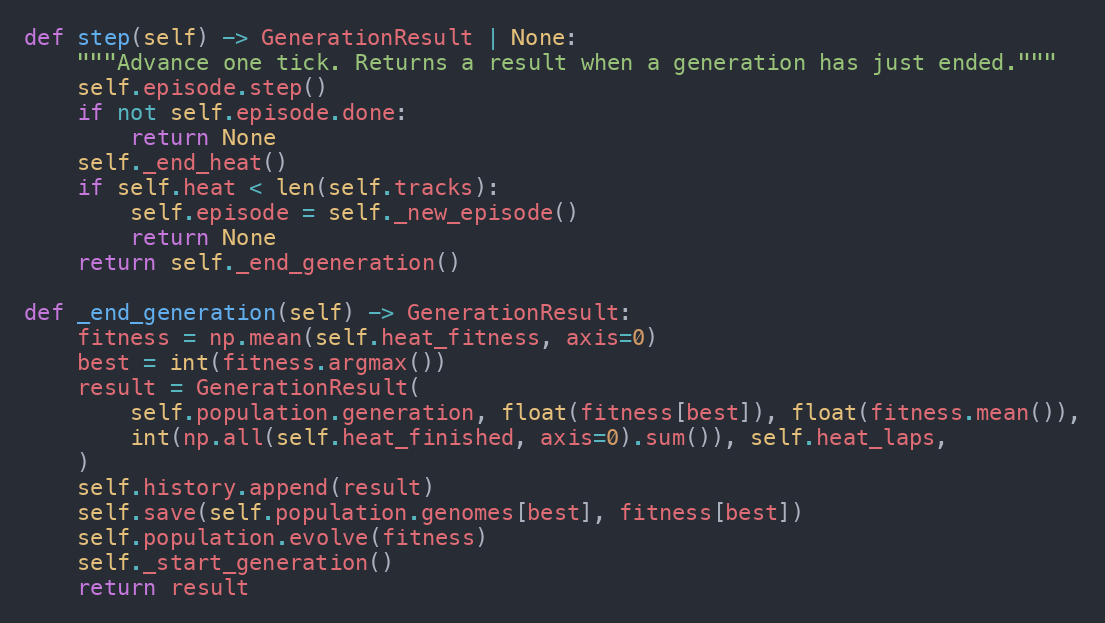 def step(self) -> GenerationResult | None:
    """Advance one tick. Returns a result when a generation has just ended."""
    self.episode.step()
    if not self.episode.done:
        return None
    self._end_heat()
    if self.heat < len(self.tracks):
        self.episode = self._new_episode()
        return None
    return self._end_generation()

def _end_generation(self) -> GenerationResult:
    fitness = np.mean(self.heat_fitness, axis=0)
    best = int(fitness.argmax())
    result = GenerationResult(
        self.population.generation, float(fitness[best]), float(fitness.mean()),
        int(np.all(self.heat_finished, axis=0).sum()), self.heat_laps,
    )
    self.history.append(result)
    self.save(self.population.genomes[best], fitness[best])
    self.population.evolve(fitness)
    self._start_generation()
    return result